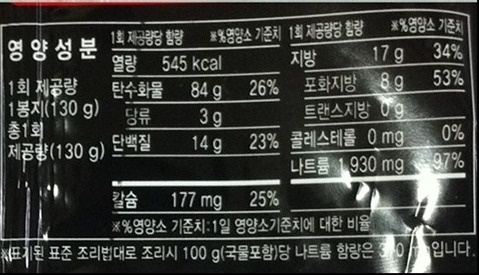 영양성분
1회 제공량
1봉지(130 g)
총1회
제공량(130 g)
1회 제공량당 함량 ※%영양소 기준치
열량 545 kcal
탄수화물 84 g 26%
당류 3 g
단백질 14 g 23%
칼슘 177 mg 25%
1회 제공량당 함량 ※%영양소 기준치
지방 17 g 34%
포화지방 8 g 53%
트랜스지방 0 g
콜레스테롤 0 mg 0%
나트륨 1,930 mg 97%
※%영양소 기준치:1일 영양소기준치에 대한 비율
※표기된 표준 조리법대로 조리시 100 g(국물포함)당 나트륨 함량은 입니다.